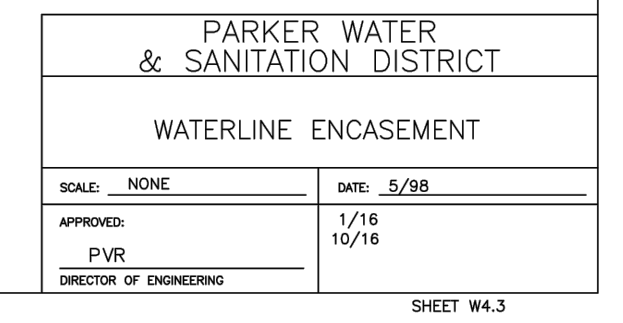 PARKER WATER
& SANITATION DISTRICT
WATERLINE ENCASEMENT
SCALE: NONE
DATE: 5/98
APPROVED:
PVR
DIRECTOR OF ENGINEERING
1/16
10/16
SHEET W4.3